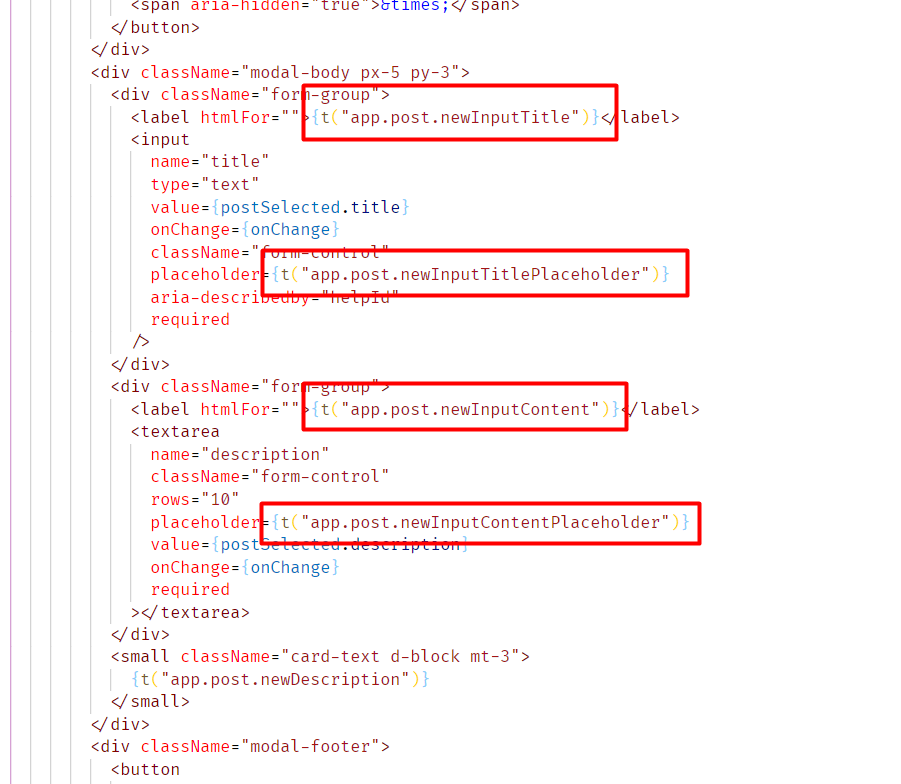 <span aria-hidden="true">&times;</span>
</button>
</div>
<div className="modal-body px-5 py-3">
<div className="form-group">
<label htmlFor="">{t("app.post.newInputTitle")}</label>
<input
name="title"
type="text"
value={postSelected.title}
onChange={onChange}
className="form-control"
placeholder={t("app.post.newInputTitlePlaceholder")}
aria-describedby="helpId"
required
/>
</div>
<div className="form-group">
<label htmlFor="">{t("app.post.newInputContent")}</label>
<textarea
name="description"
className="form-control"
rows="10"
placeholder={t("app.post.newInputContentPlaceholder")}
value={postSelected.description}
onChange={onChange}
required
></textarea>
</div>
<small className="card-text d-block mt-3">
{t("app.post.newDescription")}
</small>
</div>
<div className="modal-footer">
<button